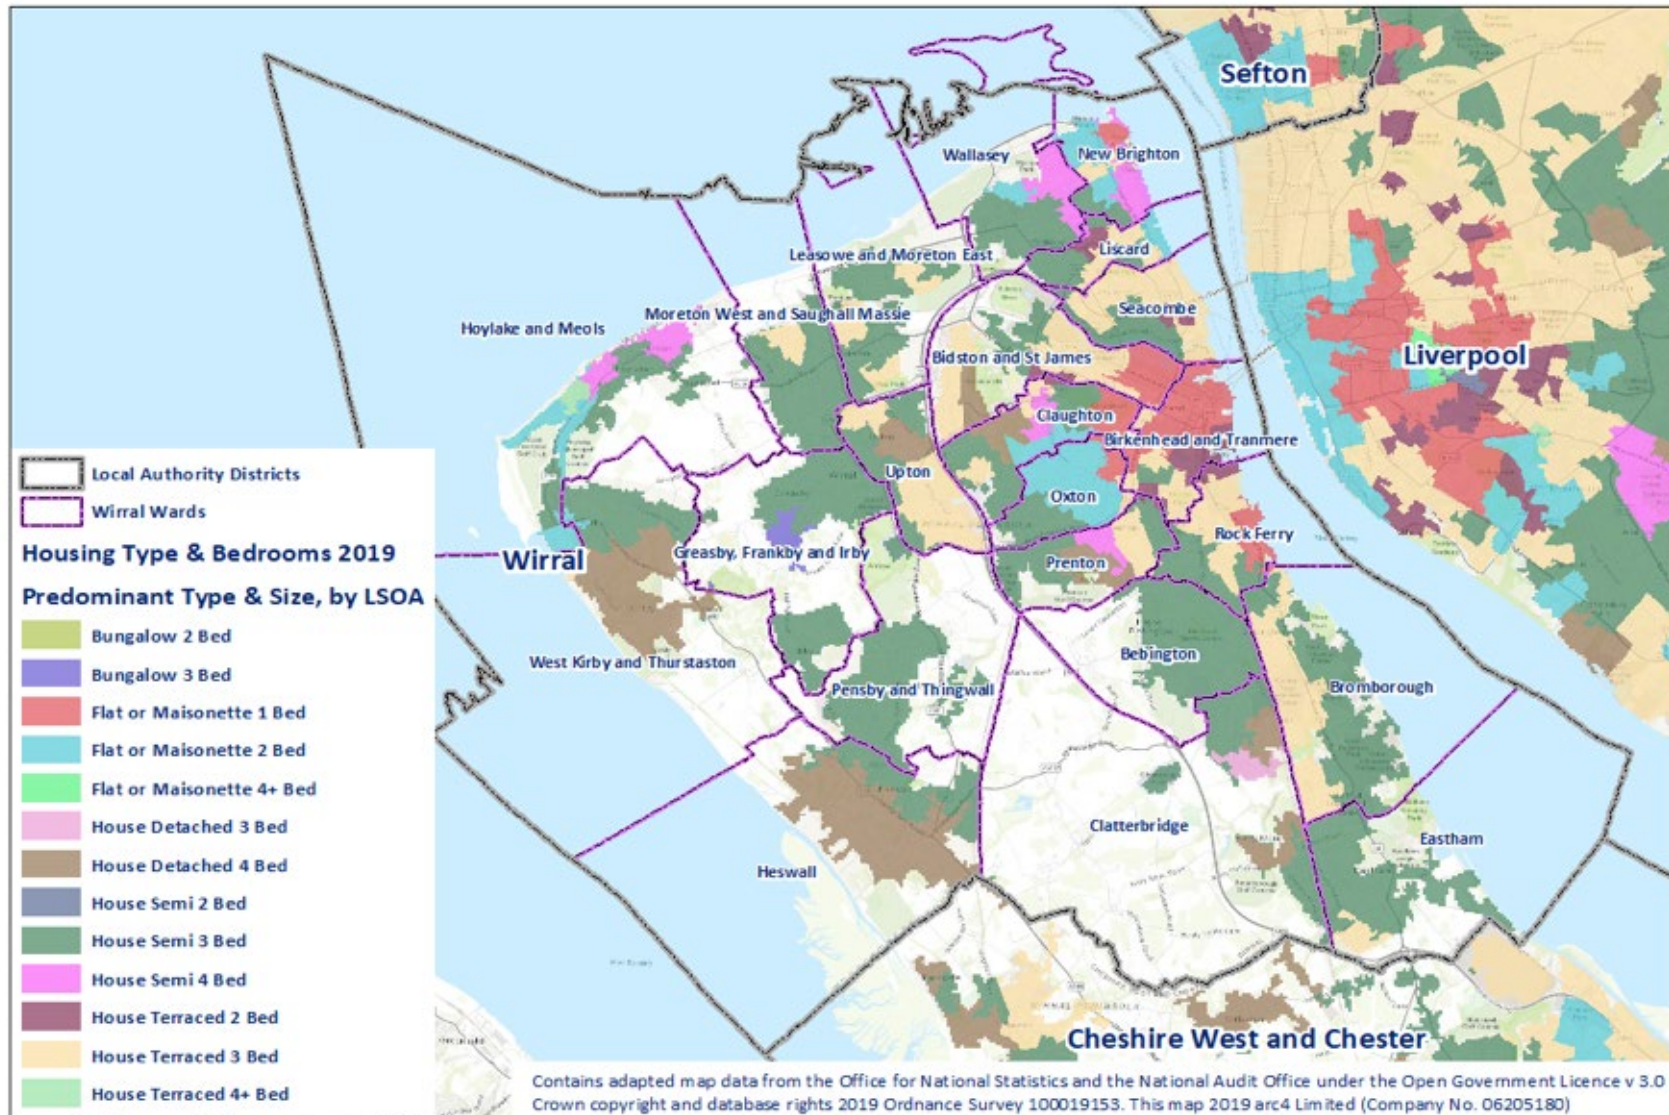 Sefton
Wallasey
New Brighton
Leasowe and Moreton East
Liscard
Hoylake and Meols
Moreton West and Saughall Massie
Seacombe
Bidston and St James
Liverpool
Claughton
Birkenhead and Tranmere
Upton
Oxton
Rock Ferry
Wirral
Greasby, Frankby and Irby
Prenton
West Kirby and Thurstaston
Bebington
Pensby and Thingwall
Bromborough
Clatterbridge
Eastham
Heswall
Cheshire West and Chester
Local Authority Districts
Wirral Wards
Housing Type & Bedrooms 2019
Predominant Type & Size, by LSOA
Bungalow 2 Bed
Bungalow 3 Bed
Flat or Maisonette 1 Bed
Flat or Maisonette 2 Bed
Flat or Maisonette 4+ Bed
House Detached 3 Bed
House Detached 4 Bed
House Semi 2 Bed
House Semi 3 Bed
House Semi 4 Bed
House Terraced 2 Bed
House Terraced 3 Bed
House Terraced 4+ Bed
Contains adapted map data from the Office for National Statistics and the National Audit Office under the Open Government Licence v 3.0
Crown copyright and database rights 2019 Ordnance Survey 100019153. This map 2019 arc4 Limited (Company No. 06205180)